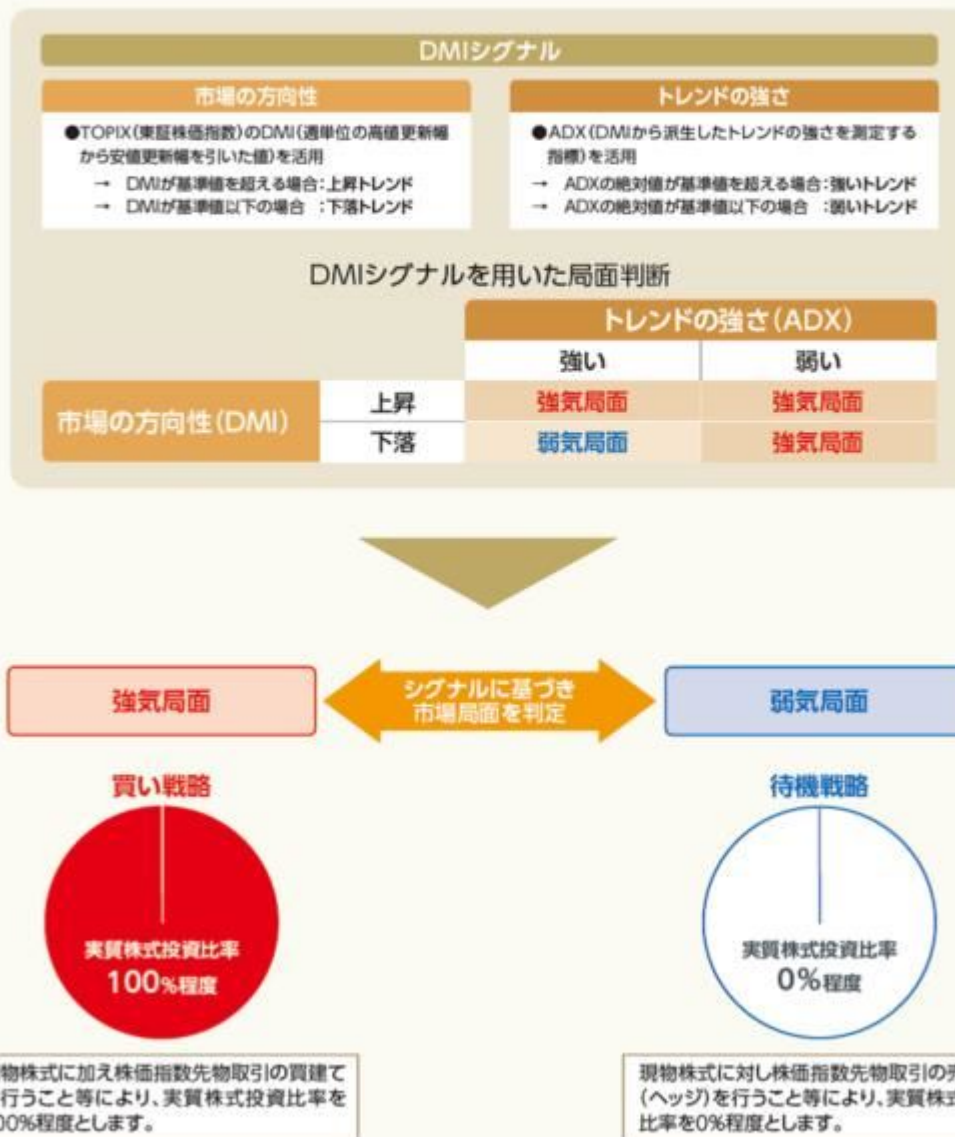 DMIシグナル
市場の方向性
●TOPIX(東証株価指数)のDMI(週単位の高値更新幅
から安値更新幅を引いた値)を活用
→ DMIが基準値を超える場合:上昇トレンド
→ DMIが基準値以下の場合 :下落トレンド
トレンドの強さ
●ADX(DMIから派生したトレンドの強さを測定する
指標)を活用
→ ADXの絶対値が基準値を超える場合:強いトレンド
→ ADXの絶対値が基準値以下の場合 :弱いトレンド
DMIシグナルを用いた局面判断
トレンドの強さ(ADX)
強い 弱い
市場の方向性(DMI)
上昇 強気局面 強気局面
下落 弱気局面 強気局面
強気局面
シグナルに基づき
市場局面を判定
弱気局面
買い戦略
実質株式投資比率
100%程度
待機戦略
実質株式投資比率
0%程度
物株式に加え株価指数先物取引の買建て
行うこと等により、実質株式投資比率を
00%程度とします。
現物株式に対し株価指数先物取引の
(ヘッジ)を行うこと等により、実質株式
比率を0%程度とします。